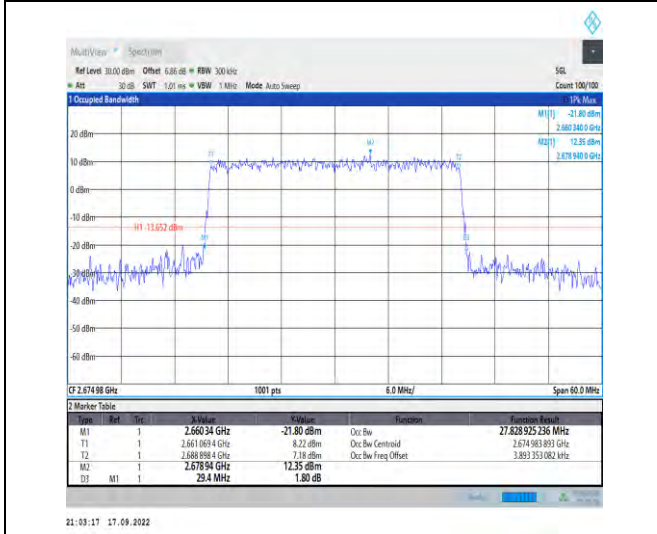 MultiView Spectrum
Ref Level 30.00 dBm Offset 6.86 dB RBW 300 kHz SGL
Att 30 dB SWT 1.01 ms VBW 1 MHz Mode Auto Sweep Count 100/100
1 Occupied Bandwidth 1Pk Max
M1[1] -21.80 dBm
2.660 340 0 GHz
M2[1] 12.35 dBm
2.678 940 0 GHz
20 dBm
M2
T1 T2
10 dBm
0 dBm
-10 dBm
H1 -13.652 dBm
M1 D3
-20 dBm
-30 dBm
-40 dBm
-50 dBm
-60 dBm
CF 2.674 98 GHz 1001 pts 6.0 MHz/ Span 60.0 MHz
2 Marker Table
Type Ref Trc X-Value Y-Value Function Function Result
M1 1 2.660 34 GHz -21.80 dBm Occ Bw 27.828 925 236 MHz
T1 1 2.661 069 4 GHz 8.22 dBm Occ Bw Centroid 2.674 983 893 GHz
T2 1 2.688 898 4 GHz 7.18 dBm Occ Bw Freq Offset 3.893 353 082 kHz
M2 1 2.678 94 GHz 12.35 dBm
D3 M1 1 29.4 MHz 1.80 dB
21:03:17 17.09.2022